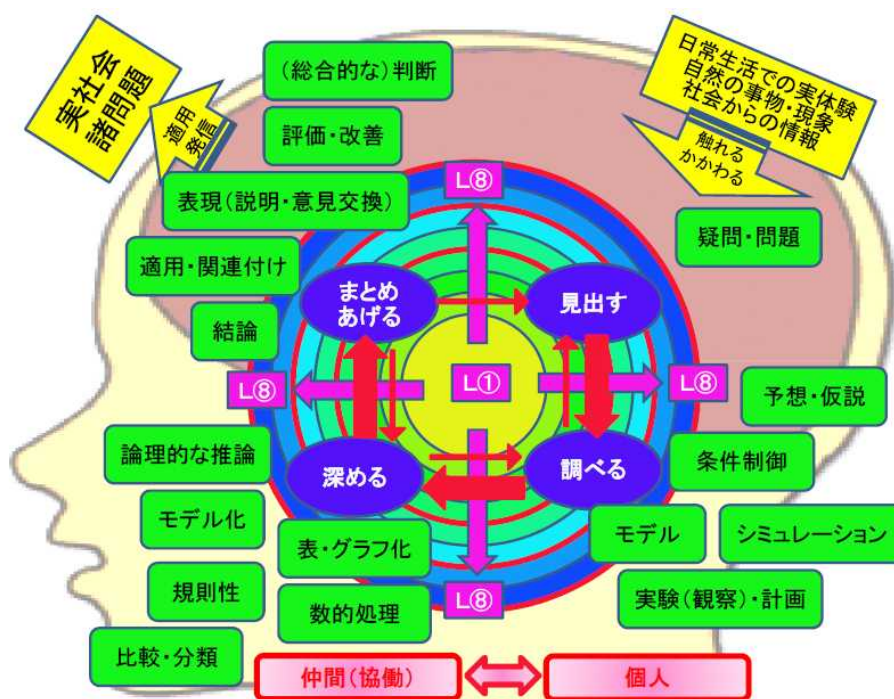 実社会
諸問題
適用
発信
(総合的な)判断
評価・改善
表現(説明・意見交換)
適用・関連付け
結論
論理的な推論
モデル化
規則性
比較・分類
表・グラフ化
数的処理
日常生活での実体験
自然の事物・現象
社会からの情報
触れる
かかわる
疑問・問題
予想・仮説
条件制御
モデル
シミュレーション
実験(観察)・計画
L⑧
まとめ
あげる
見出す
L⑧
L①
L⑧
深める
調べる
L⑧
仲間(協働)
個人